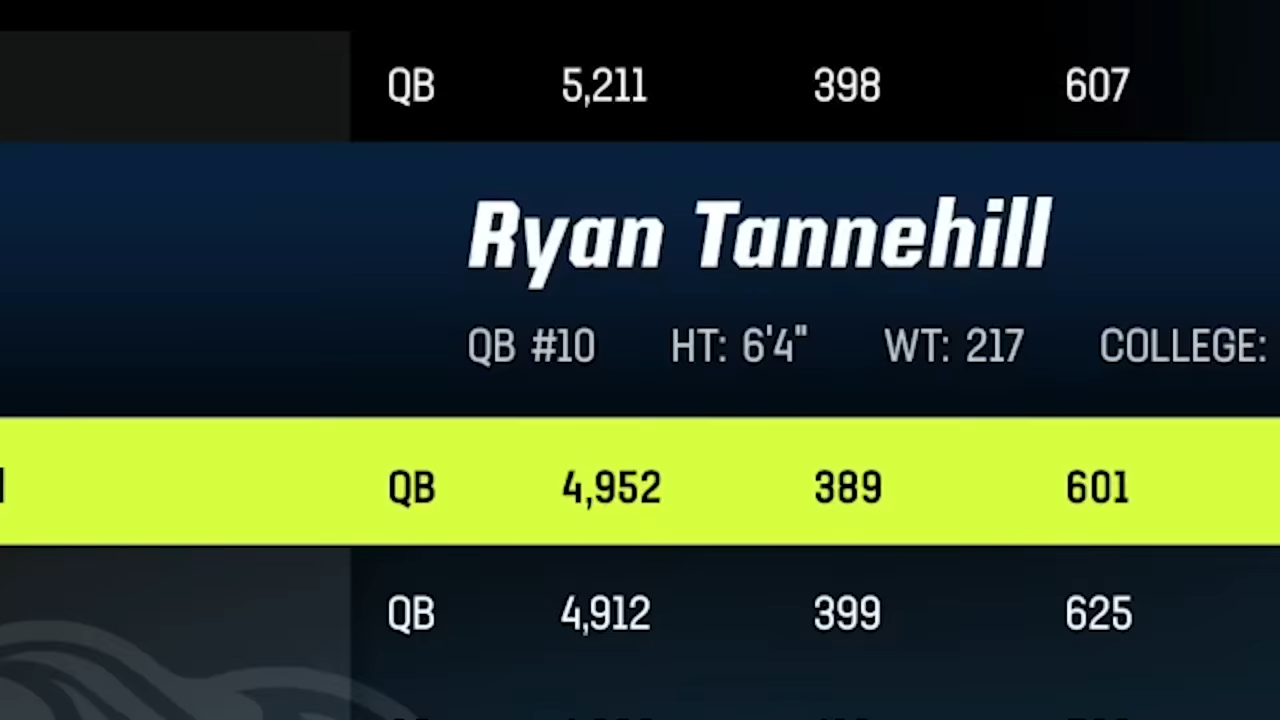 QB 5,211 398 607
Ryan Tannehill
QB #10 HT: 6'4" WT: 217 COLLEGE:
QB 4,952 389 601
QB 4,912 399 625